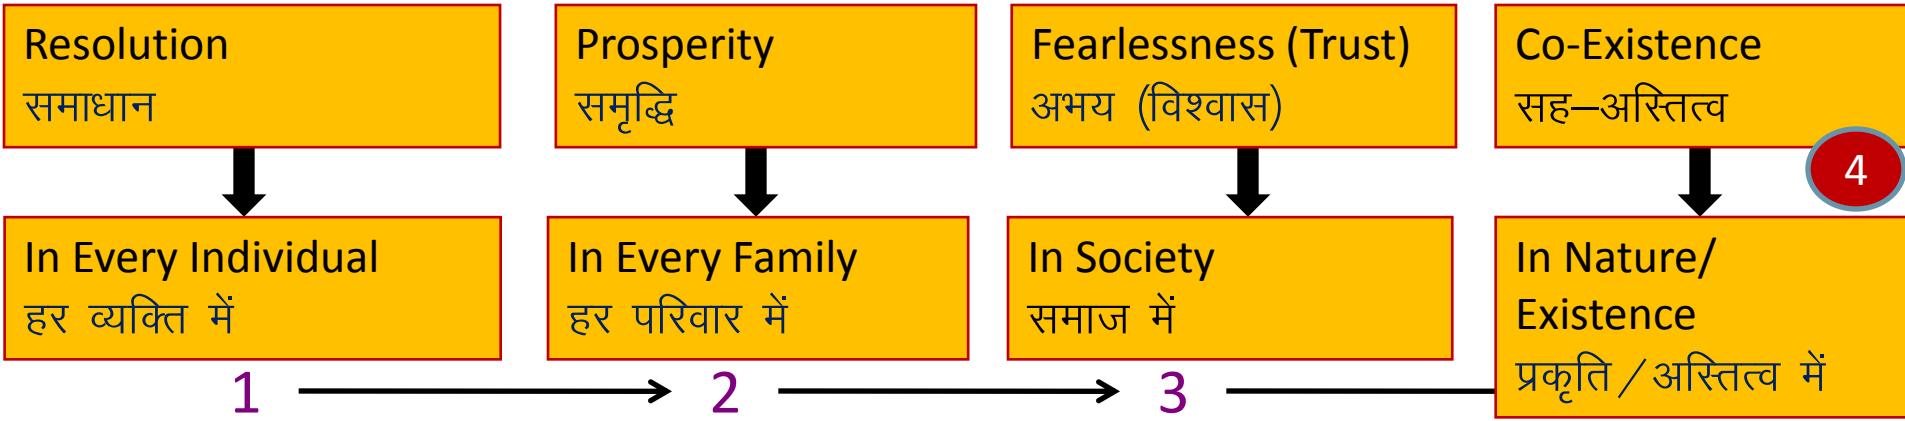 Resolution
समाधान
Prosperity
समृद्धि
Fearlessness (Trust)
अभय (विश्वास)
Co-Existence
सह–अस्तित्व
4
In Every Individual
हर व्यक्ति में
In Every Family
हर परिवार में
In Society
समाज में
In Nature/
Existence
प्रकृति/अस्तित्व में
1
2
3